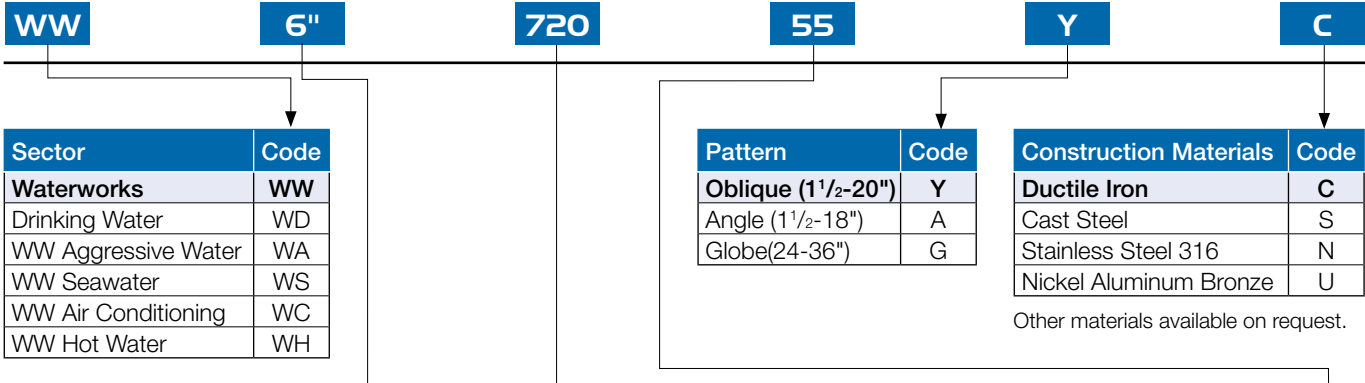 WW 6" 720 55 Y C
Sector Code
Waterworks WW
Drinking Water WD
WW Aggressive Water WA
WW Seawater WS
WW Air Conditioning WC
WW Hot Water WH
Pattern Code
Oblique (1¹/₂-20") Y
Angle (1¹/₂-18") A
Globe(24-36") G
Construction Materials Code
Ductile Iron C
Cast Steel S
Stainless Steel 316 N
Nickel Aluminum Bronze U
Other materials available on request.